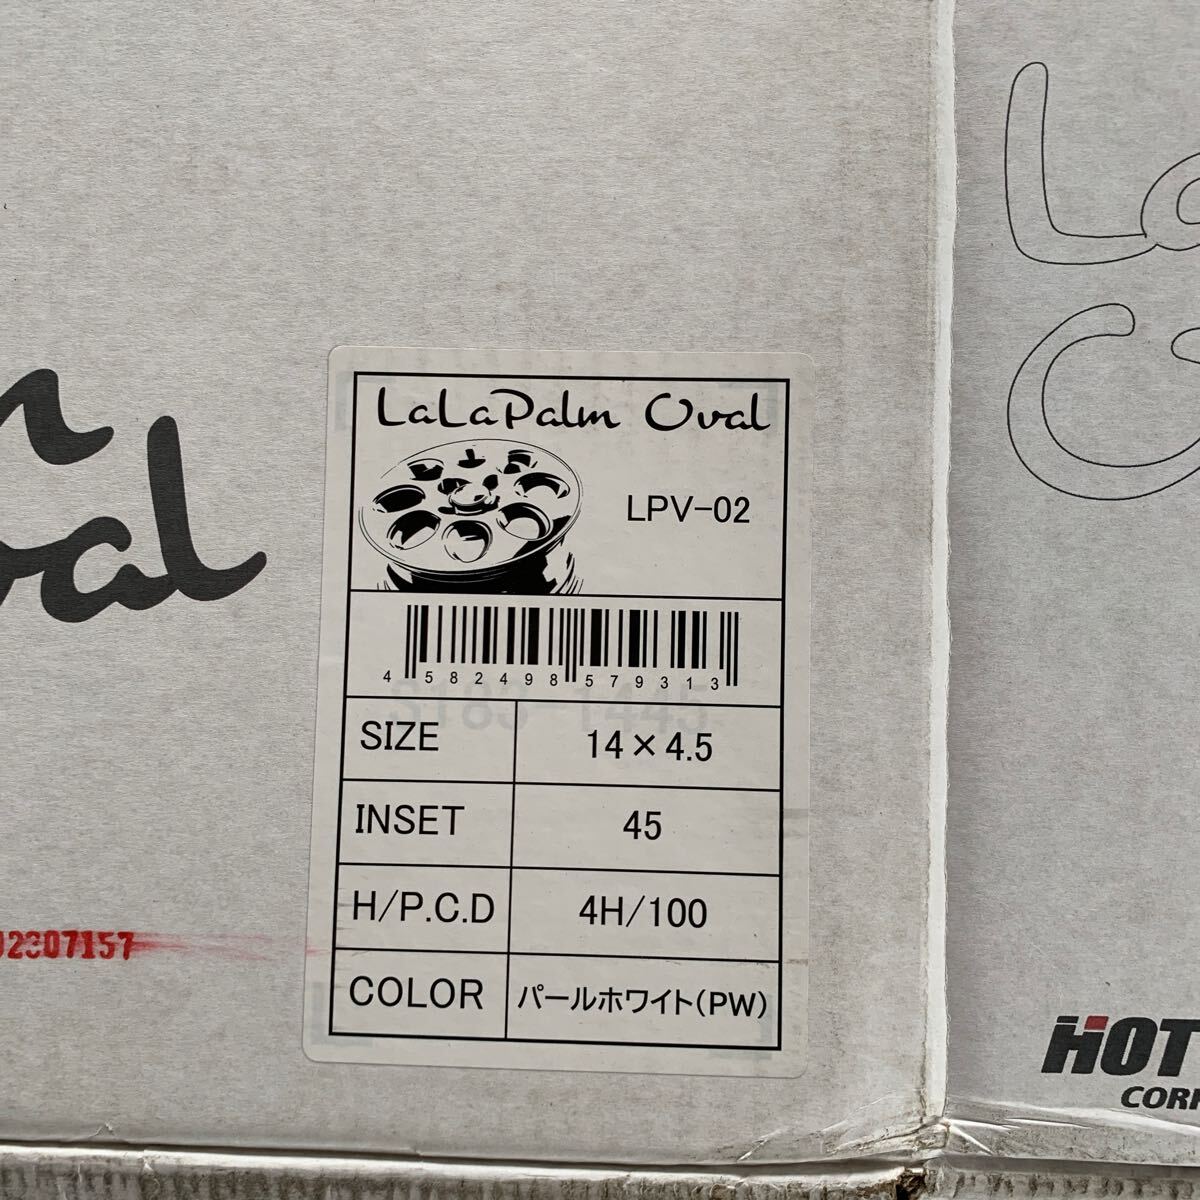 LaLaPalm Oval
LPV-02
4 582498 579313
SIZE 14×4.5
INSET 45
H/P.C.D 4H/100
COLOR パールホワイト(PW)
02307157
HOT